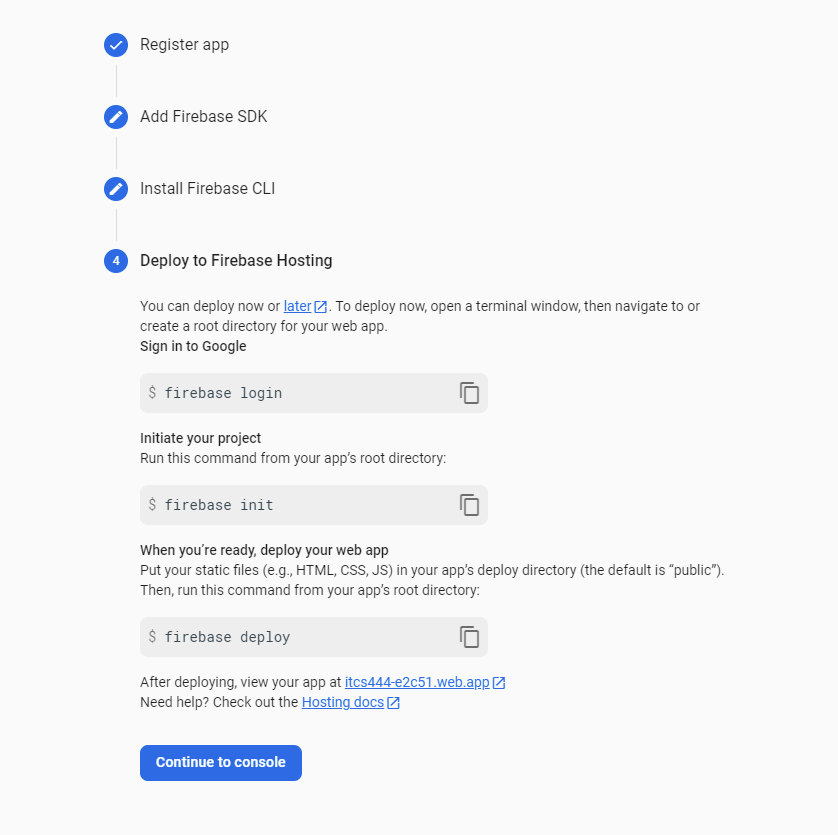 Register app
Add Firebase SDK
Install Firebase CLI
4 Deploy to Firebase Hosting
You can deploy now or later. To deploy now, open a terminal window, then navigate to or
create a root directory for your web app.
Sign in to Google
$ firebase login
Initiate your project
Run this command from your app’s root directory:
$ firebase init
When you’re ready, deploy your web app
Put your static files (e.g., HTML, CSS, JS) in your app’s deploy directory (the default is “public”).
Then, run this command from your app’s root directory:
$ firebase deploy
After deploying, view your app at itcs444-e2c51.web.app
Need help? Check out the Hosting docs
Continue to console